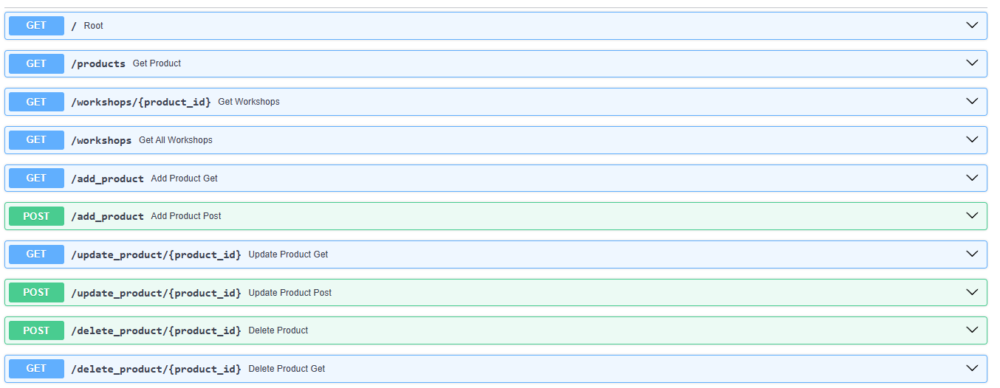 GET / Root
GET /products Get Product
GET /workshops/{product_id} Get Workshops
GET /workshops Get All Workshops
GET /add_product Add Product Get
POST /add_product Add Product Post
GET /update_product/{product_id} Update Product Get
POST /update_product/{product_id} Update Product Post
POST /delete_product/{product_id} Delete Product
GET /delete_product/{product_id} Delete Product Get